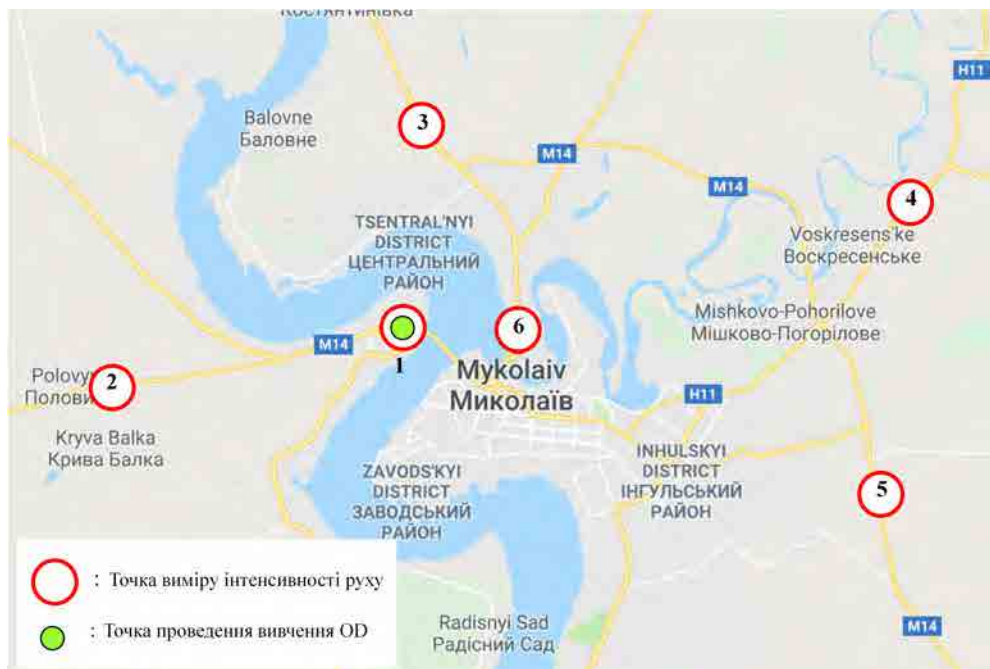 Костянтинівка
H11
Balovne
Баловне
3
M14
M14
4
TSENTRAL'NYI
DISTRICT
ЦЕНТРАЛЬНИЙ
РАЙОН
Voskresens'ke
Воскресенське
Mishkovo-Pohorilove
Мішково-Погорілове
6
M14
1
Mykolaiv
Миколаїв
2
H11
Kryva Balka
Крива Балка
INHULSKYI
DISTRICT
ІНГУЛЬСЬКИЙ
РАЙОН
ZAVODS'KYI
DISTRICT
ЗАВОДСЬКИЙ
РАЙОН
5
: Точка виміру інтенсивності руху
: Точка проведення вивчення OD
Radisnyi Sad
Радісний Сад
M14